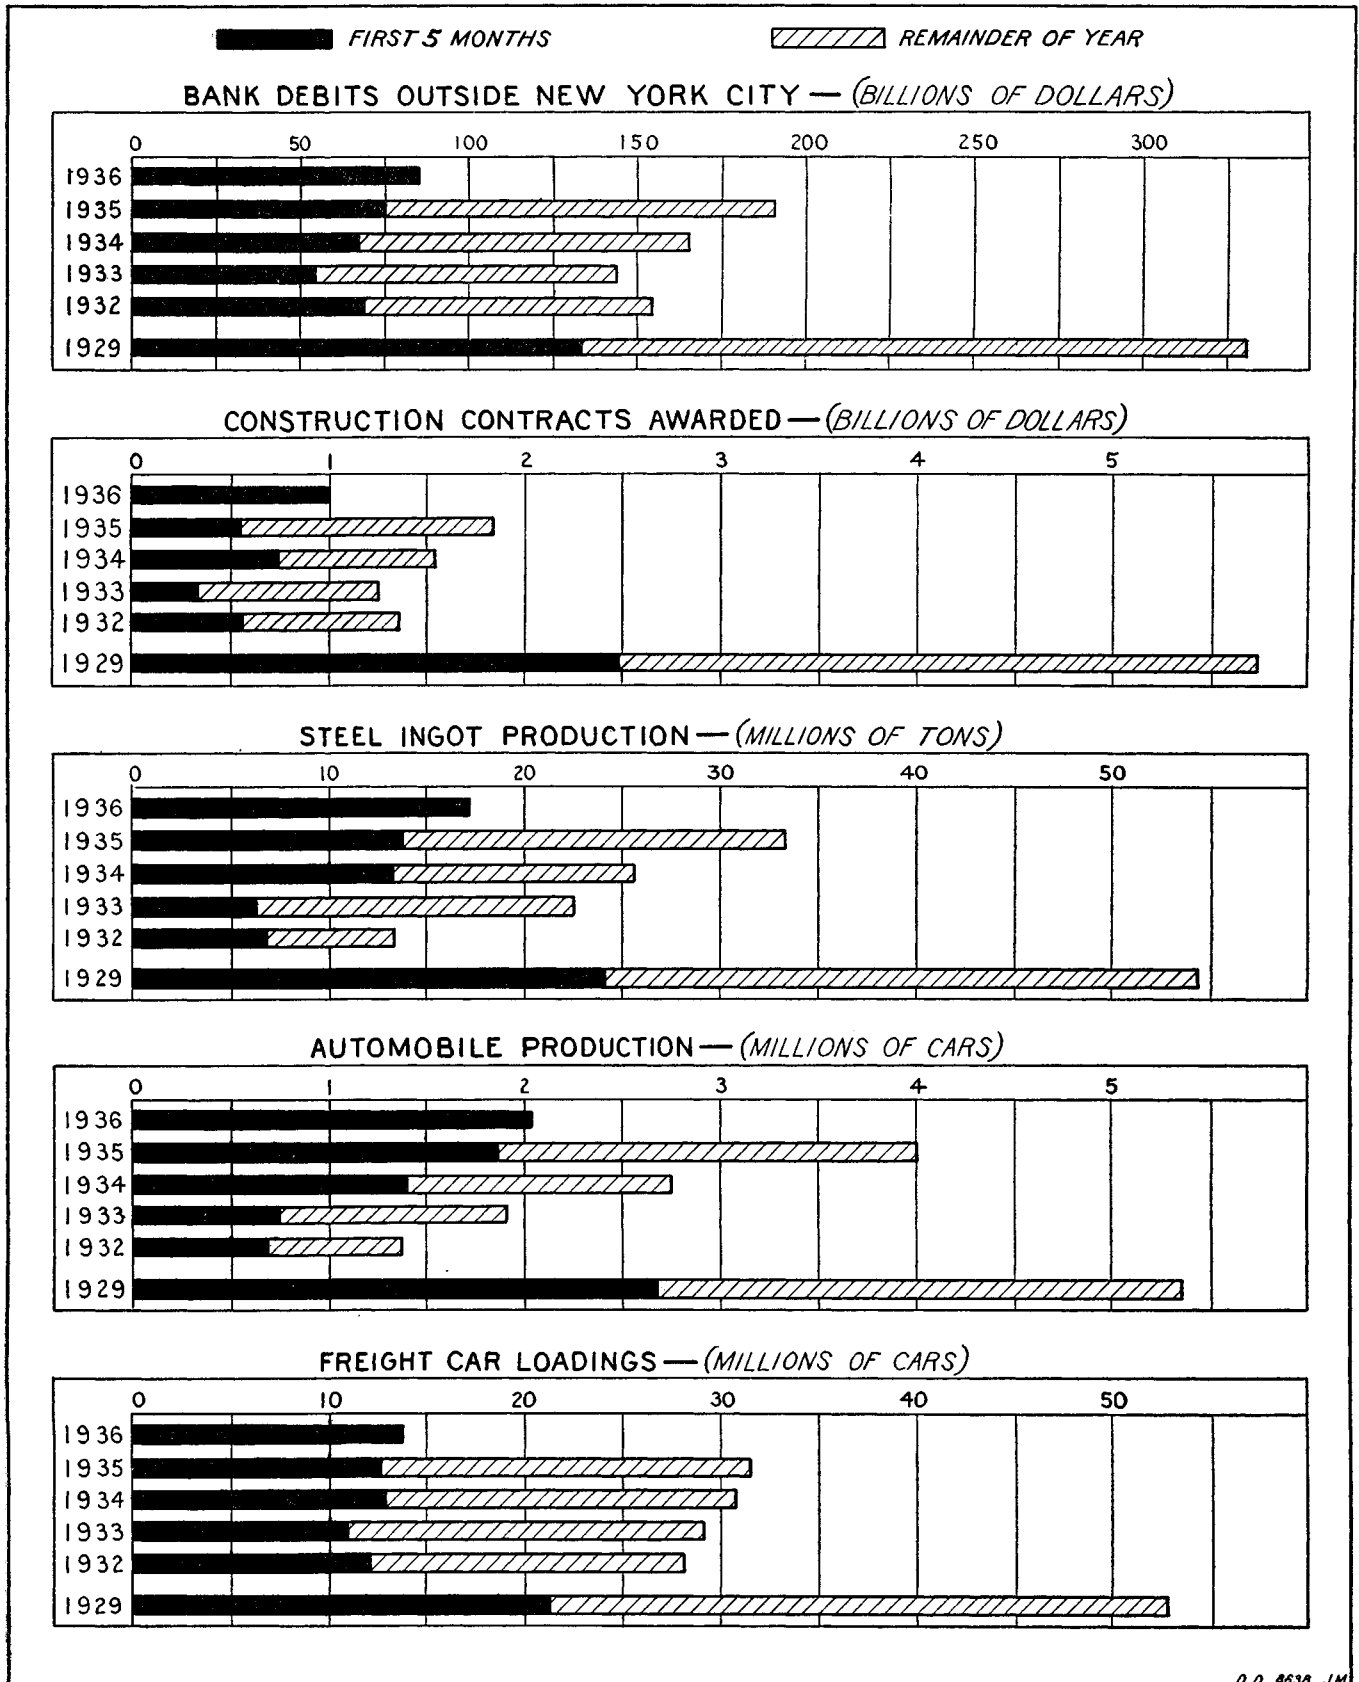 FIRST 5 MONTHS REMAINDER OF YEAR
BANK DEBITS OUTSIDE NEW YORK CITY — (BILLIONS OF DOLLARS)
0 50 100 150 200 250 300
1936
1935
1934
1933
1932
1929
CONSTRUCTION CONTRACTS AWARDED — (BILLIONS OF DOLLARS)
0 1 2 3 4 5
1936
1935
1934
1933
1932
1929
STEEL INGOT PRODUCTION — (MILLIONS OF TONS)
0 10 20 30 40 50
1936
1935
1934
1933
1932
1929
AUTOMOBILE PRODUCTION — (MILLIONS OF CARS)
0 1 2 3 4 5
1936
1935
1934
1933
1932
1929
FREIGHT CAR LOADINGS — (MILLIONS OF CARS)
0 10 20 30 40 50
1936
1935
1934
1933
1932
1929